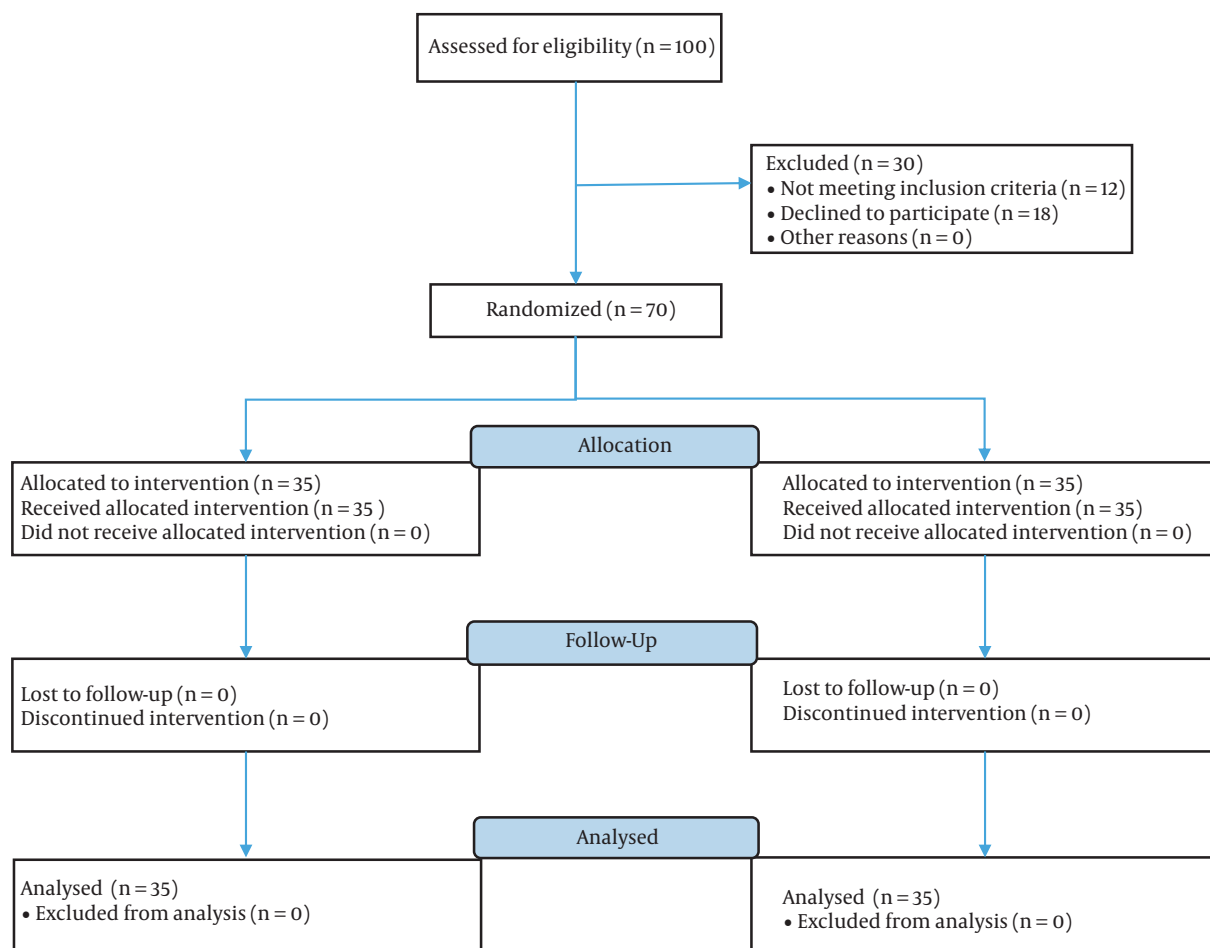 Assessed for eligibility (n = 100)
Excluded (n = 30)
• Not meeting inclusion criteria (n = 12)
• Declined to participate (n = 18)
• Other reasons (n = 0)
Randomized (n = 70)
Allocation
Allocated to intervention (n = 35)
Received allocated intervention (n = 35 )
Did not receive allocated intervention (n = 0)
Allocated to intervention (n = 35)
Received allocated intervention (n = 35)
Did not receive allocated intervention (n = 0)
Follow-Up
Lost to follow-up (n = 0)
Discontinued intervention (n = 0)
Lost to follow-up (n = 0)
Discontinued intervention (n = 0)
Analysed
Analysed (n = 35)
• Excluded from analysis (n = 0)
Analysed (n = 35)
• Excluded from analysis (n = 0)